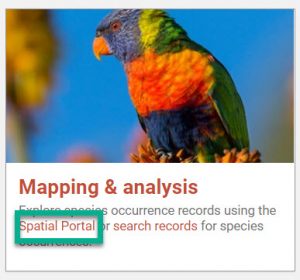 Mapping & analysis
Explore species occurrence records using the
Spatial Portal or search records for species
occurrences.